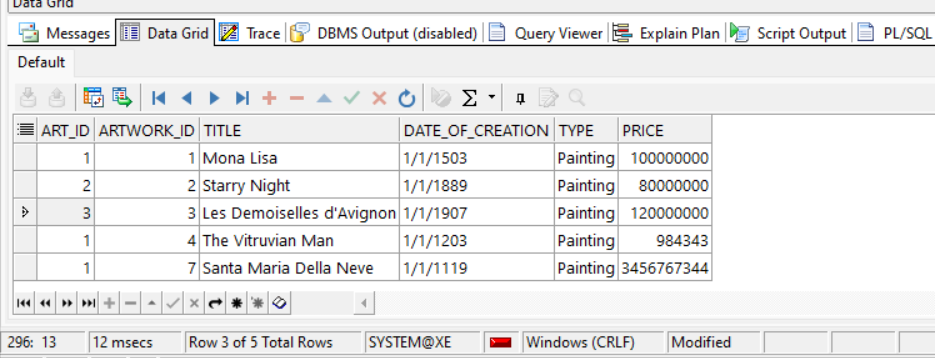 Data Grid
Messages Data Grid Trace DBMS Output (disabled) Query Viewer Explain Plan Script Output PL/SQL
Default
ART_ID ARTWORK_ID TITLE DATE_OF_CREATION TYPE PRICE
1 1 Mona Lisa 1/1/1503 Painting 100000000
2 2 Starry Night 1/1/1889 Painting 80000000
3 3 Les Demoiselles d'Avignon 1/1/1907 Painting 120000000
1 4 The Vitruvian Man 1/1/1203 Painting 984343
1 7 Santa Maria Della Neve 1/1/1119 Painting 3456767344
296: 13 12 msecs Row 3 of 5 Total Rows SYSTEM@XE Windows (CRLF) Modified